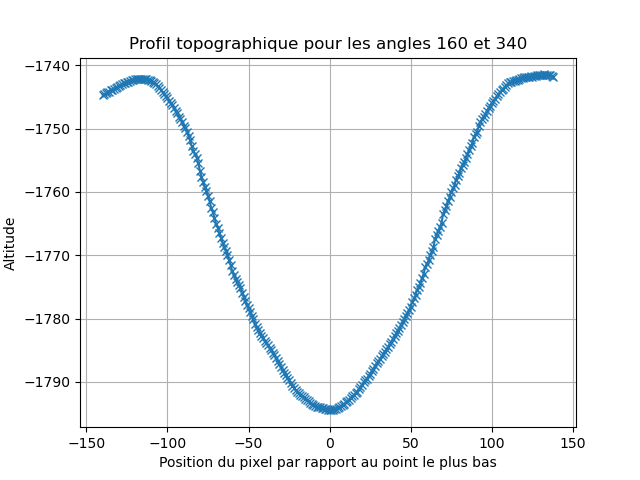 Profil topographique pour les angles 160 et 340
−1740
−1750
−1760
−1770
−1780
−1790
Altitude
−150 −100 −50 0 50 100 150
Position du pixel par rapport au point le plus bas